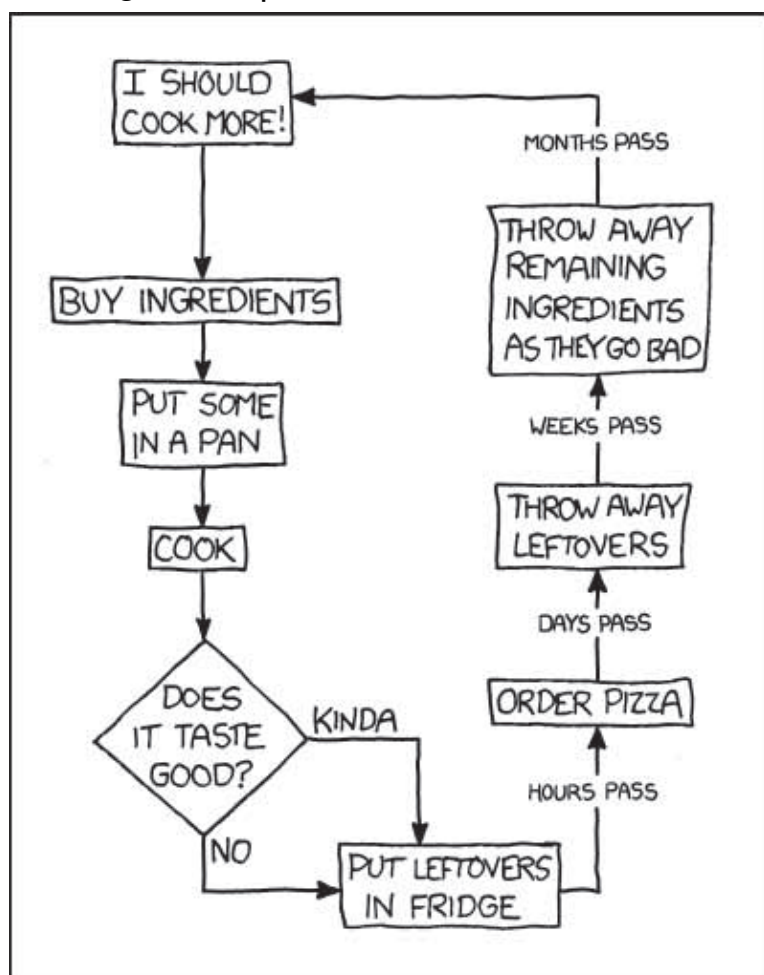 I SHOULD
COOK MORE!
BUY INGREDIENTS
PUT SOME
IN A PAN
COOK
DOES
IT TASTE
GOOD?
KINDA
NO
PUT LEFTOVERS
IN FRIDGE
HOURS PASS
ORDER PIZZA
DAYS PASS
THROW AWAY
LEFTOVERS
WEEKS PASS
THROW AWAY
REMAINING
INGREDIENTS
AS THEY GO BAD
MONTHS PASS